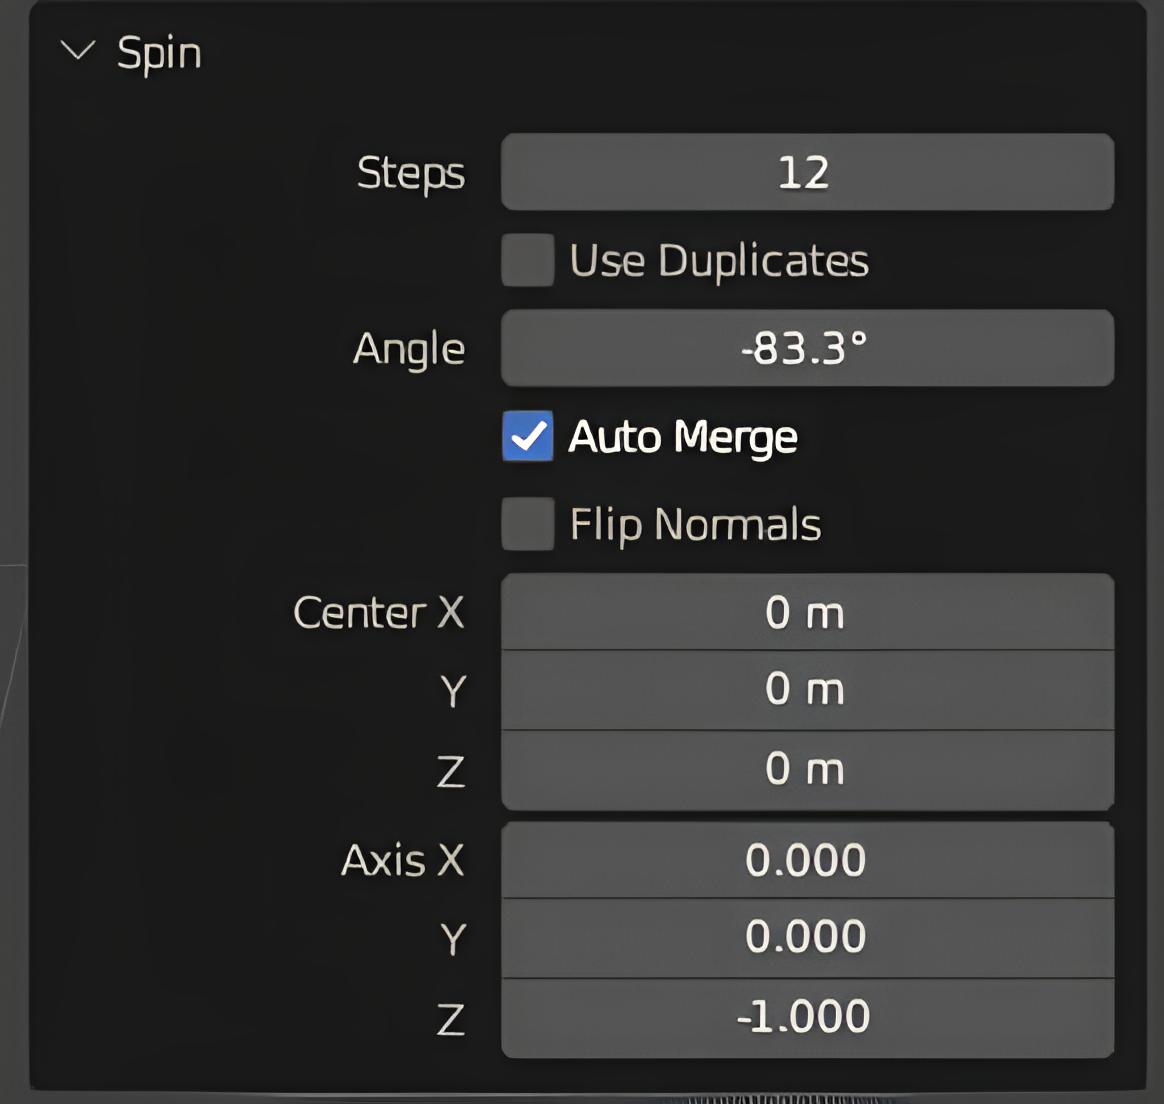 Spin
Steps 12
Use Duplicates
Angle -83.3°
Auto Merge
Flip Normals
Center X 0 m
Y 0 m
Z 0 m
Axis X 0.000
Y 0.000
Z -1.000